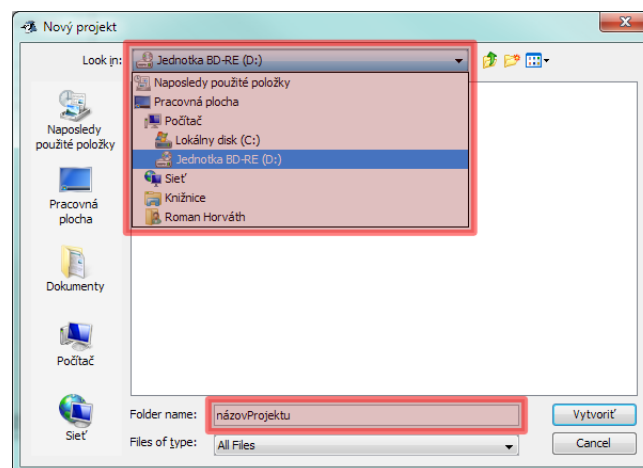 Nový projekt
Look in:
Jednotka BD-RE (D:)
Naposledy použité položky
Pracovná plocha
Počítač
Lokálny disk (C:)
Jednotka BD-RE (D:)
Sieť
Knižnice
Roman Horváth
Naposledy
použité položky
Pracovná
plocha
Dokumenty
Počítač
Sieť
Folder name:
názovProjektu
Vytvoriť
Files of type:
All Files
Cancel